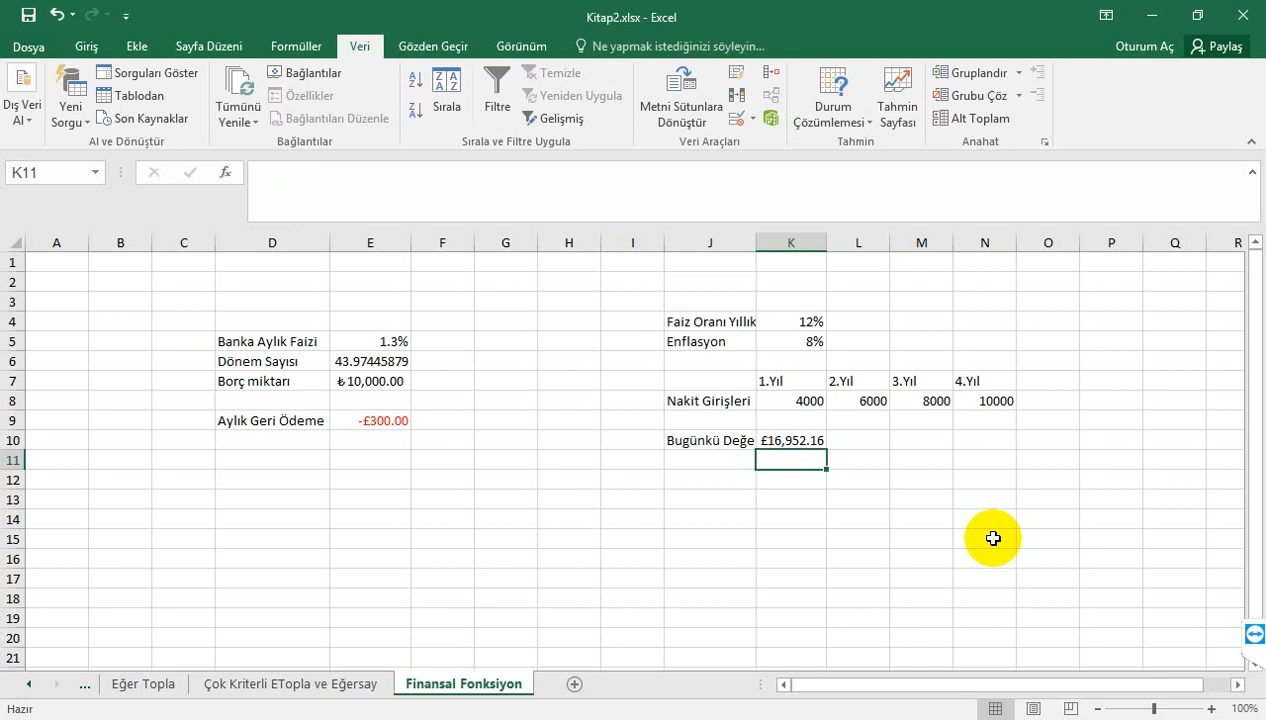 Kitap2.xlsx - Excel
Dosya Giriş Ekle Sayfa Düzeni Formüller Veri Gözden Geçir Görünüm Ne yapmak istediğinizi söyleyin... Oturum Aç Paylaş
Dış Veri Al
Yeni Sorgu
Sorguları Göster
Tablodan
Son Kaynaklar
Al ve Dönüştür
Tümünü Yenile
Bağlantılar
Özellikler
Bağlantıları Düzenle
Bağlantılar
Sırala
Filtre
Temizle
Yeniden Uygula
Gelişmiş
Sırala ve Filtre Uygula
Metni Sütunlara Dönüştür
Veri Araçları
Durum Çözümlemesi
Tahmin Sayfası
Tahmin
Gruplandır
Grubu Çöz
Alt Toplam
Anahat
K11 fx
A B C D E F G H I J K L M N O P Q R
1
2
3
4 Faiz Oranı Yıllık 12%
5 Banka Aylık Faizi 1.3% Enflasyon 8%
6 Dönem Sayısı 43.97445879
7 Borç miktarı ₺10,000.00 1.Yıl 2.Yıl 3.Yıl 4.Yıl
8 Nakit Girişleri 4000 6000 8000 10000
9 Aylık Geri Ödeme -£300.00
10 Bugünkü Değe £16,952.16
11
12
13
14
15
16
17
18
19
20
21
... Eğer Topla Çok Kriterli ETopla ve Eğersay Finansal Fonksiyon
Hazır 100%